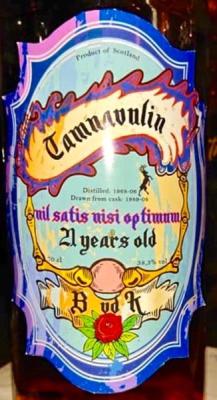 Product of Scotland
Tamnavulin
Distilled: 1968-06
Drawn from cask: 1989-06
nil satis nisi optimum
21 years old
70 cl
B vd K